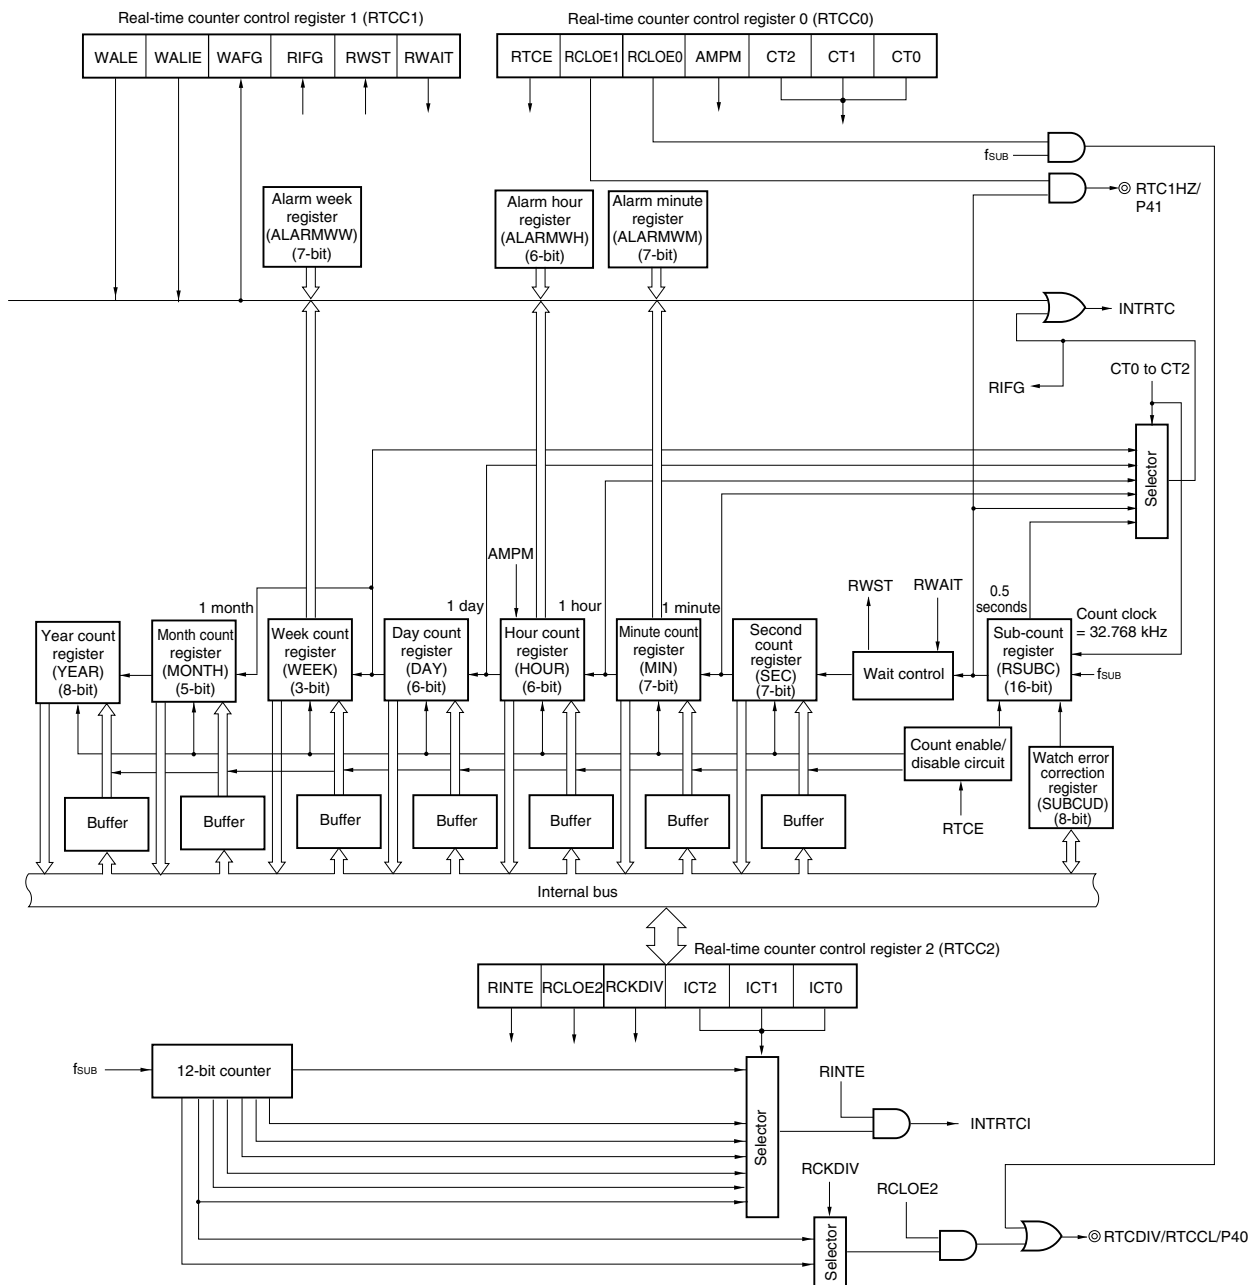 Real-time counter control register 1 (RTCC1)
Real-time counter control register 0 (RTCC0)
WALE WALIE WAFG RIFG RWST RWAIT
RTCE RCLOE1 RCLOE0 AMPM CT2 CT1 CT0
fSUB
RTC1HZ/
P41
Alarm week
register
(ALARMWW)
(7-bit)
Alarm hour
register
(ALARMWH)
(6-bit)
Alarm minute
register
(ALARMWM)
(7-bit)
INTRTC
RIFG
CT0 to CT2
Selector
AMPM
RWST
RWAIT
0.5
seconds
Count clock
= 32.768 kHz
1 month
1 day
1 hour
1 minute
Year count
register
(YEAR)
(8-bit)
Month count
register
(MONTH)
(5-bit)
Week count
register
(WEEK)
(3-bit)
Day count
register
(DAY)
(6-bit)
Hour count
register
(HOUR)
(6-bit)
Minute count
register
(MIN)
(7-bit)
Second
count
register
(SEC)
(7-bit)
Wait control
Sub-count
register
(RSUBC)
(16-bit)
fSUB
Count enable/
disable circuit
Watch error
correction
register
(SUBCUD)
(8-bit)
RTCE
Buffer
Buffer
Buffer
Buffer
Buffer
Buffer
Buffer
Internal bus
Real-time counter control register 2 (RTCC2)
RINTE RCLOE2 RCKDIV ICT2 ICT1 ICT0
fSUB
12-bit counter
Selector
RINTE
INTRTCI
RCKDIV
Selector
RCLOE2
RTCDIV/RTCCL/P40